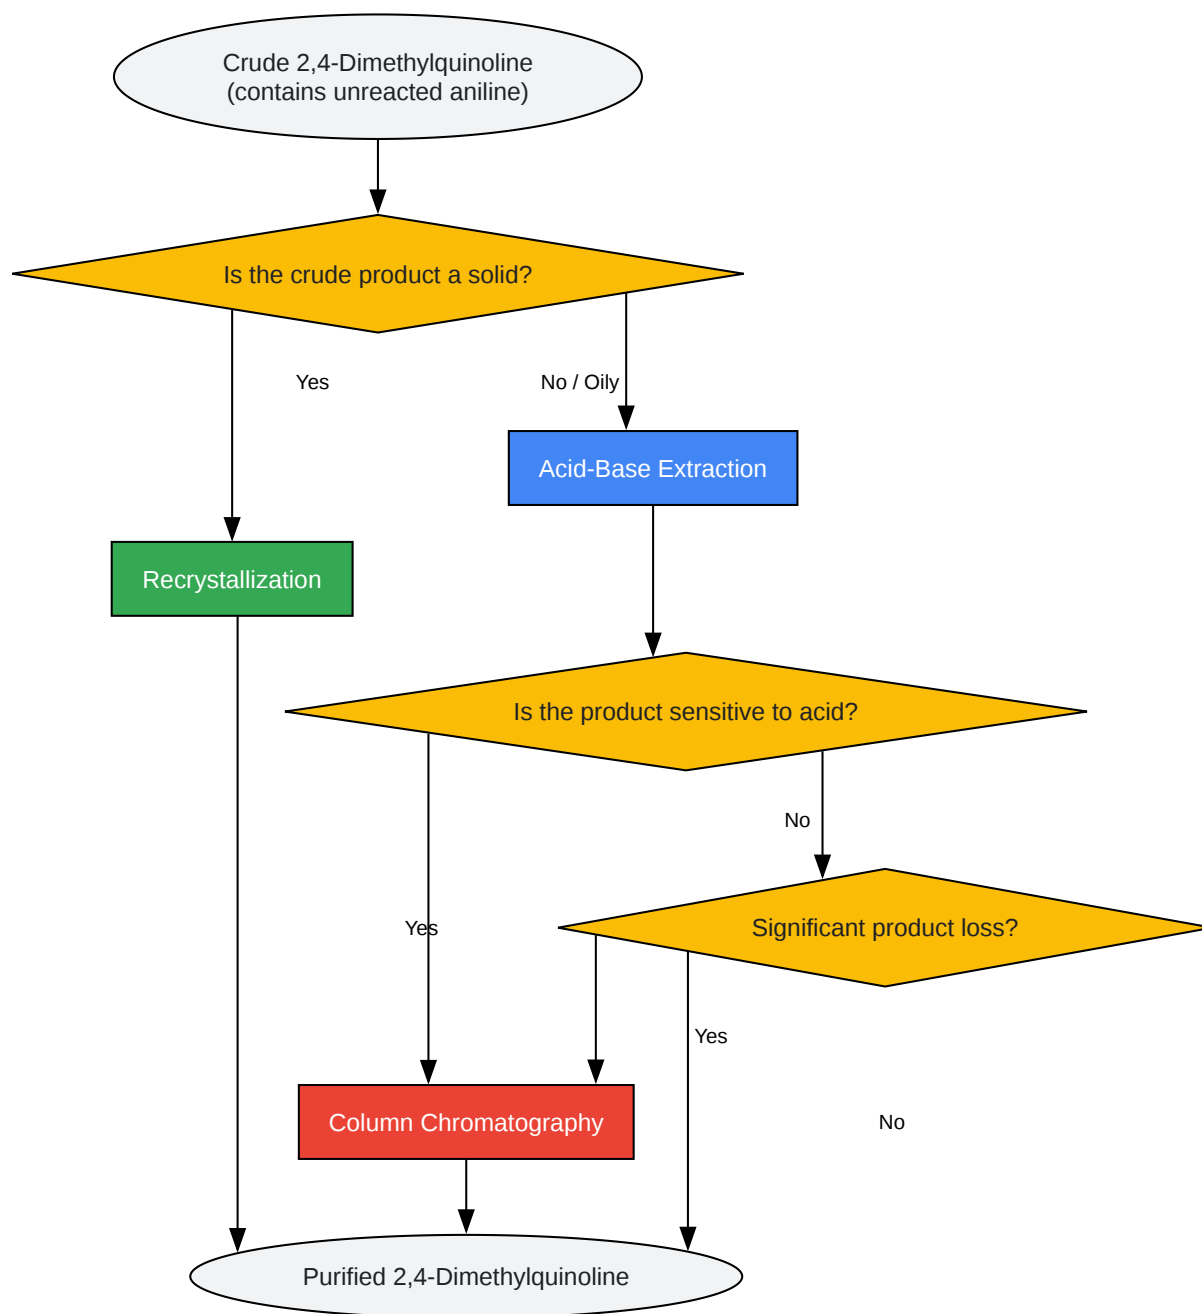 Crude 2,4-Dimethylquinoline
(contains unreacted aniline)
Is the crude product a solid?
Yes
No / Oily
Acid-Base Extraction
Recrystallization
Is the product sensitive to acid?
No
Yes
Significant product loss?
Yes
Column Chromatography
No
Purified 2,4-Dimethylquinoline